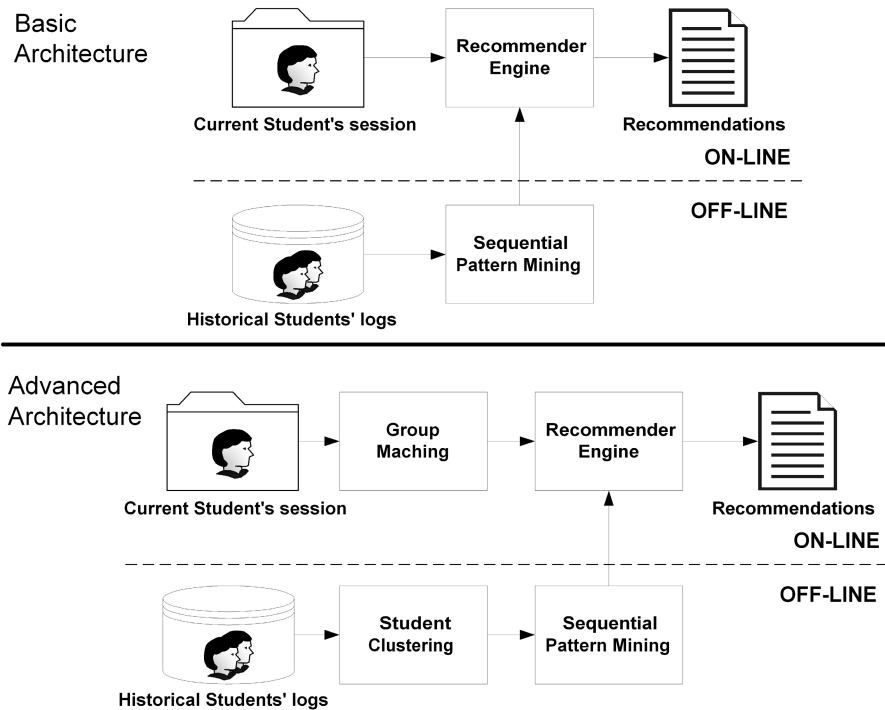 Basic
Architecture
Recommender
Engine
Current Student's session
Recommendations
ON-LINE
OFF-LINE
Sequential
Pattern Mining
Historical Students' logs
Advanced
Architecture
Group
Maching
Recommender
Engine
Current Student's session
Recommendations
ON-LINE
OFF-LINE
Student
Clustering
Sequential
Pattern Mining
Historical Students' logs